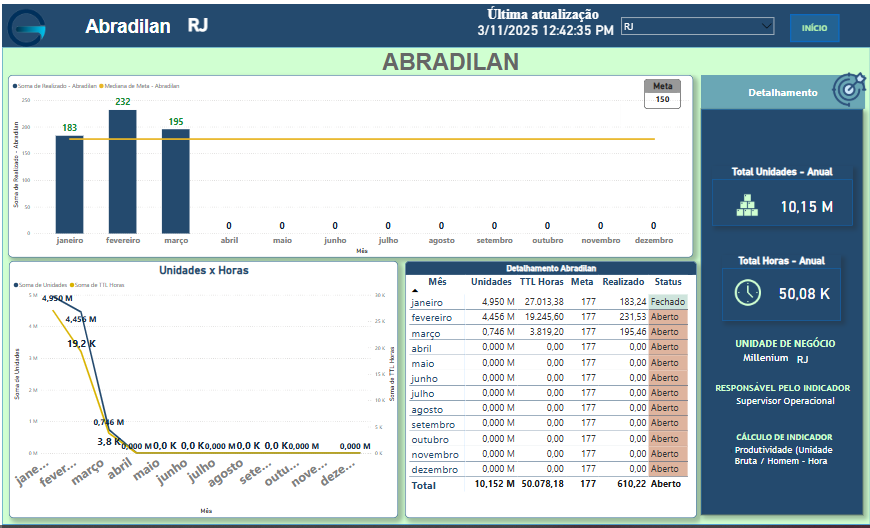 Abradilan RJ
Última atualização
3/11/2025 12:42:35 PM
RJ
INÍCIO
ABRADILAN
Soma de Realizado - Abradilan Mediana de Meta - Abradilan
Meta
150
Soma de Realizado - Abradilan
250
200
150
100
50
0
183
232
195
0 0 0 0 0 0 0 0 0
janeiro fevereiro março abril maio junho julho agosto setembro outubro novembro dezembro
Mês
Unidades x Horas
Soma de Unidades Soma de TTL Horas
Soma de Unidades
5 M
4 M
3 M
2 M
1 M
0 M
30 K
25 K
20 K
15 K
10 K
5 K
0 K
Soma de TTL Horas
4,950 M
4,456 M
19,2 K
0,746 M
3,8 K
0,000 M 0,0 K 0,0 K 0,000 M 0,0 K 0,0 K 0,000 M 0,000 M
jane... fever... março abril maio junho julho agosto sete... outu... nove... deze...
Mês
Detalhamento Abradilan
Mês Unidades TTL Horas Meta Realizado Status
janeiro 4,950 M 27.013,38 177 183,24 Fechado
fevereiro 4,456 M 19.245,60 177 231,53 Aberto
março 0,746 M 3.819,20 177 195,46 Aberto
abril 0,000 M 0,00 177 0,00 Aberto
maio 0,000 M 0,00 177 0,00 Aberto
junho 0,000 M 0,00 177 0,00 Aberto
julho 0,000 M 0,00 177 0,00 Aberto
agosto 0,000 M 0,00 177 0,00 Aberto
setembro 0,000 M 0,00 177 0,00 Aberto
outubro 0,000 M 0,00 177 0,00 Aberto
novembro 0,000 M 0,00 177 0,00 Aberto
dezembro 0,000 M 0,00 177 0,00 Aberto
Total 10,152 M 50.078,18 177 610,22 Aberto
Detalhamento
Total Unidades - Anual
10,15 M
Total Horas - Anual
50,08 K
UNIDADE DE NEGÓCIO
Millenium RJ
RESPONSÁVEL PELO INDICADOR
Supervisor Operacional
CÁLCULO DE INDICADOR
Produtividade (Unidade
Bruta / Homem - Hora